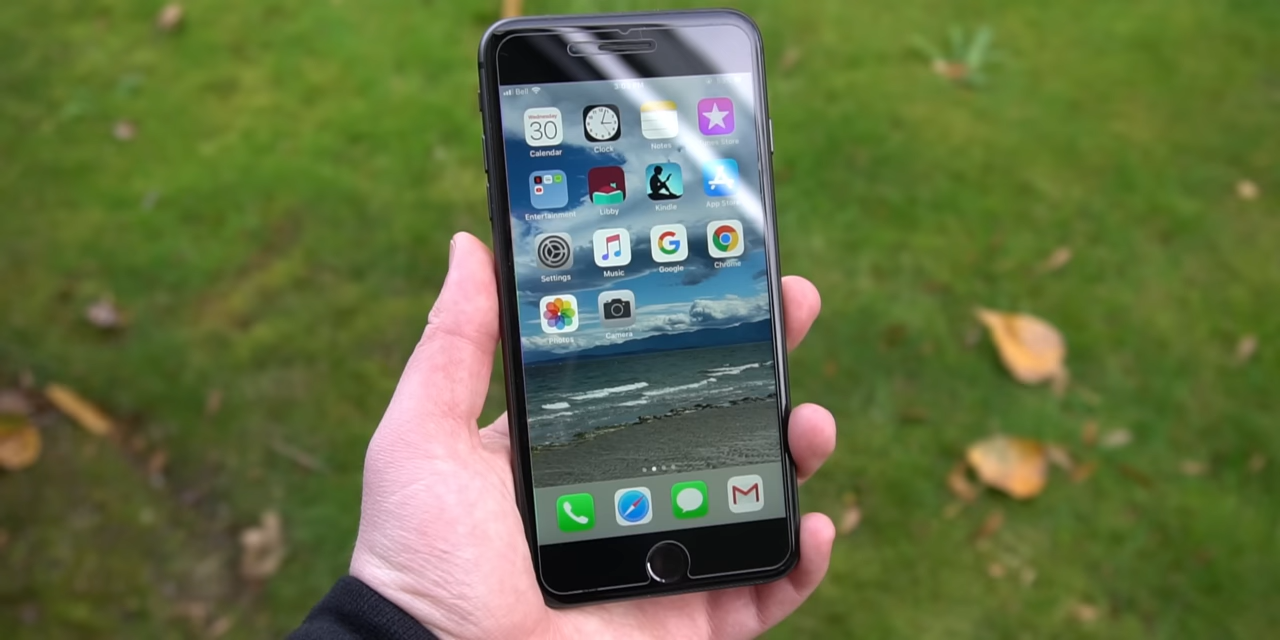 Bell
Wednesday
30
Calendar
Clock
Notes
Store
Entertainment
Libby
Kindle
App Store
Settings
Music
Google
Chrome
Photos
Camera